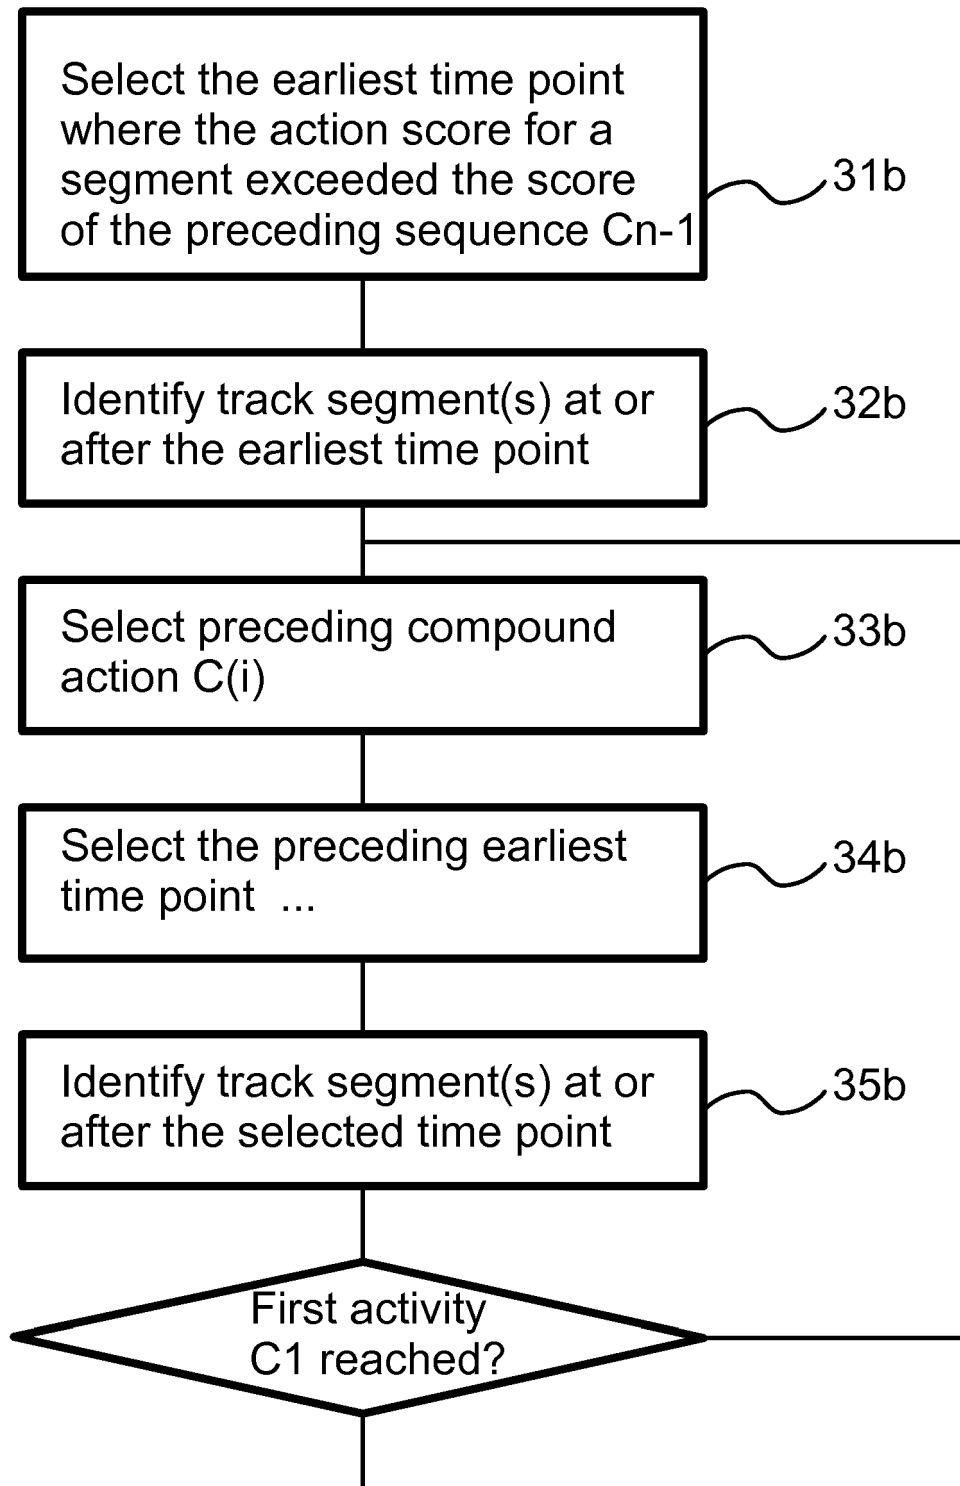 Select the earliest time point
where the action score for a
segment exceeded the score
of the preceding sequence Cn-1
31b
Identify track segment(s) at or
after the earliest time point
32b
Select preceding compound
action C(i)
33b
Select the preceding earliest
time point ...
34b
Identify track segment(s) at or
after the selected time point
35b
First activity
C1 reached?